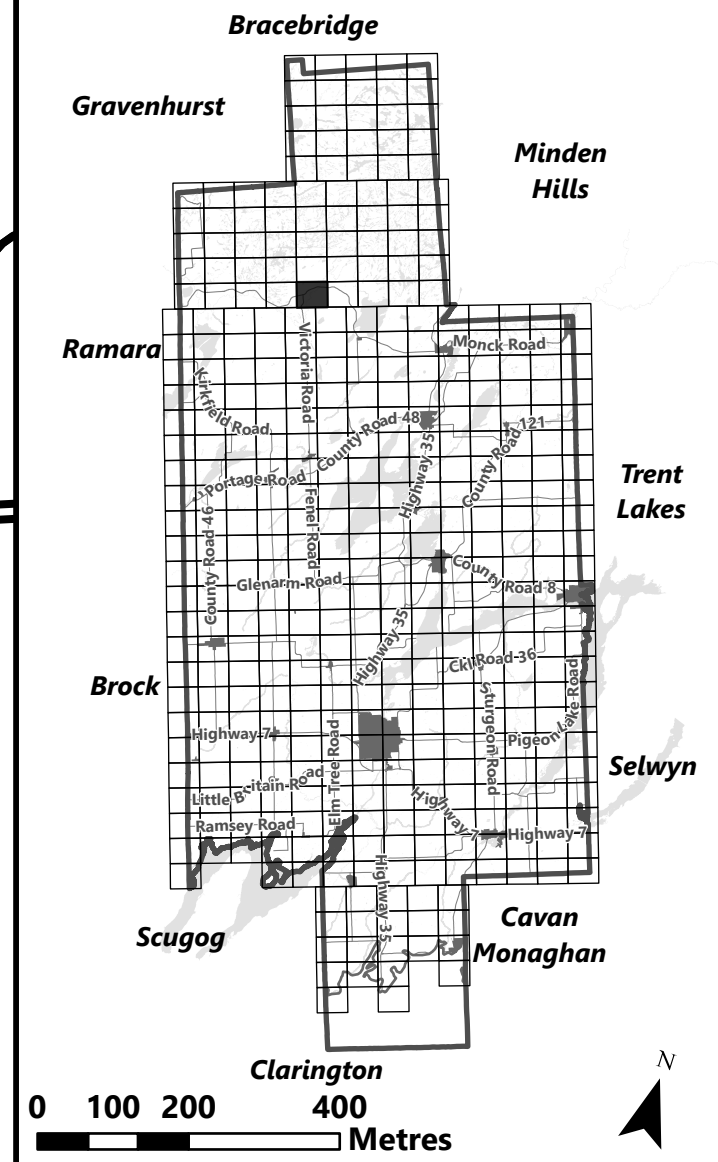 Bracebridge
Gravenhurst
Minden
Hills
Ramara
Monck Road
Victoria Road
Kirkfield Road
County Road 48
121
County Road
Highway 35
Portage Road
Trent
Lakes
Fenel Road
County Road 46
Glenarm Road
County Road 8
Highway 35
Ckl Road 36
Brock
Sturgeon Road
Pigeon Lake Road
Highway 7
Elm Tree Road
Selwyn
Little Britain Road
Highway 7
Ramsey Road
Highway 7
Highway 35
Scugog
Cavan
Monaghan
Clarington
N
0 100 200 400
Metres